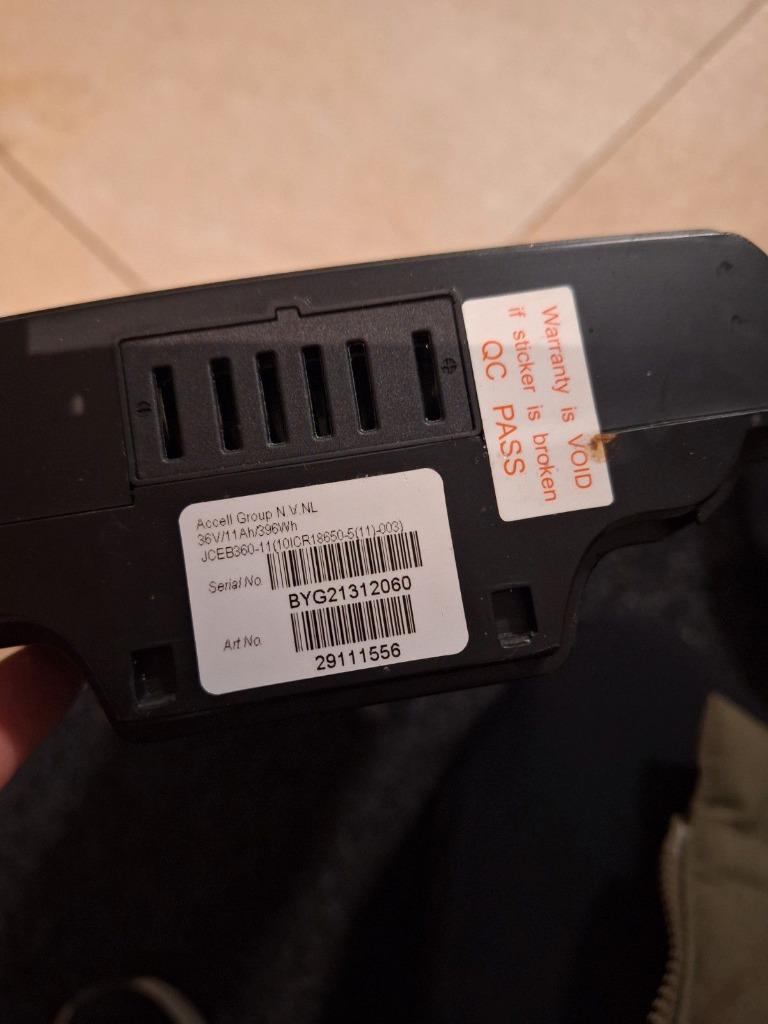 Warranty is VOID
if sticker is broken
QC PASS
Accell Group N.V.NL
36V/11Ah/396Wh
JCEB360-11(10ICR18650-5(11)-003)
Serial No.
BYG21312060
Art No.
29111556